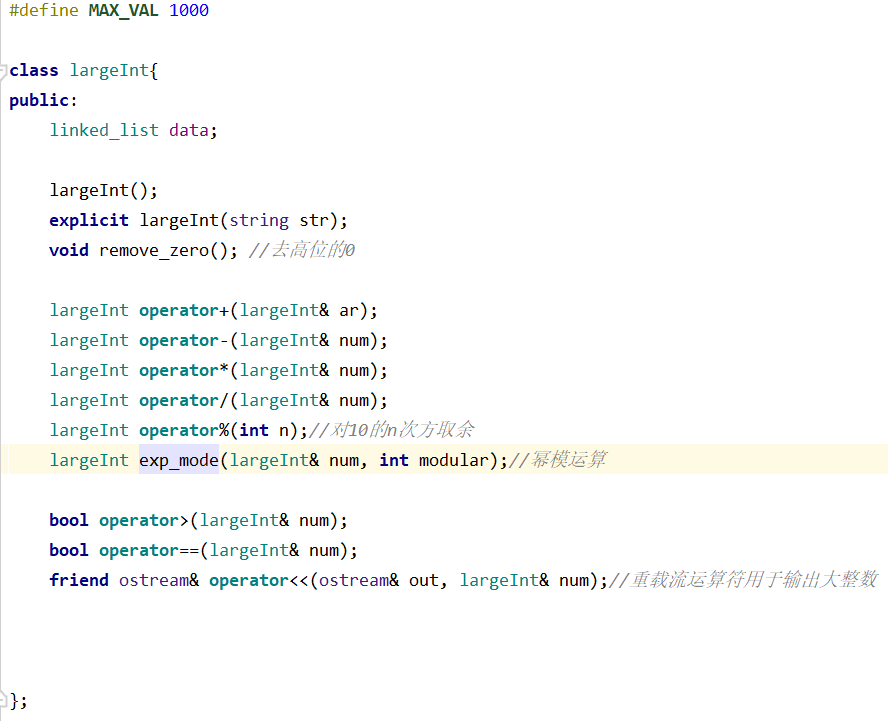 #define MAX_VAL 1000
class largeInt{
public:
    linked_list data;
    largeInt();
    explicit largeInt(string str);
    void remove_zero(); //去高位的0
    largeInt operator+(largeInt& ar);
    largeInt operator-(largeInt& num);
    largeInt operator*(largeInt& num);
    largeInt operator/(largeInt& num);
    largeInt operator%(int n);//对10的n次方取余
    largeInt exp_mode(largeInt& num, int modular);//幂模运算
    bool operator>(largeInt& num);
    bool operator==(largeInt& num);
    friend ostream& operator<<(ostream& out, largeInt& num);//重载流运算符用于输出大整数
};